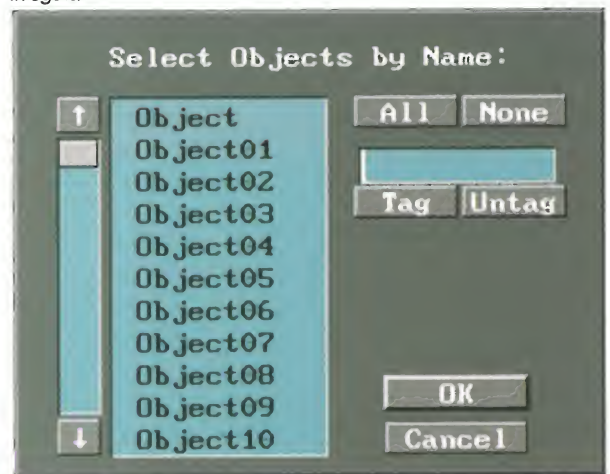 Select Objects by Name:
Object
Object01
Object02
Object03
Object04
Object05
Object06
Object07
Object08
Object09
Object10
All None
Tag Untag
OK
Cancel